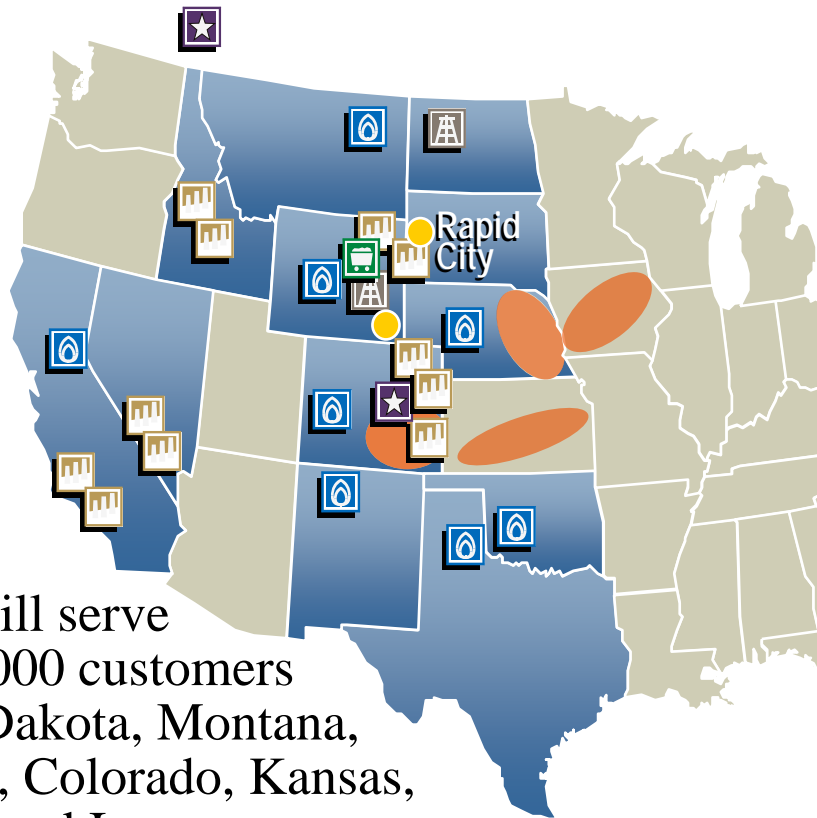 Rapid
City
ill serve
000 customers
Dakota, Montana,
, Colorado, Kansas,